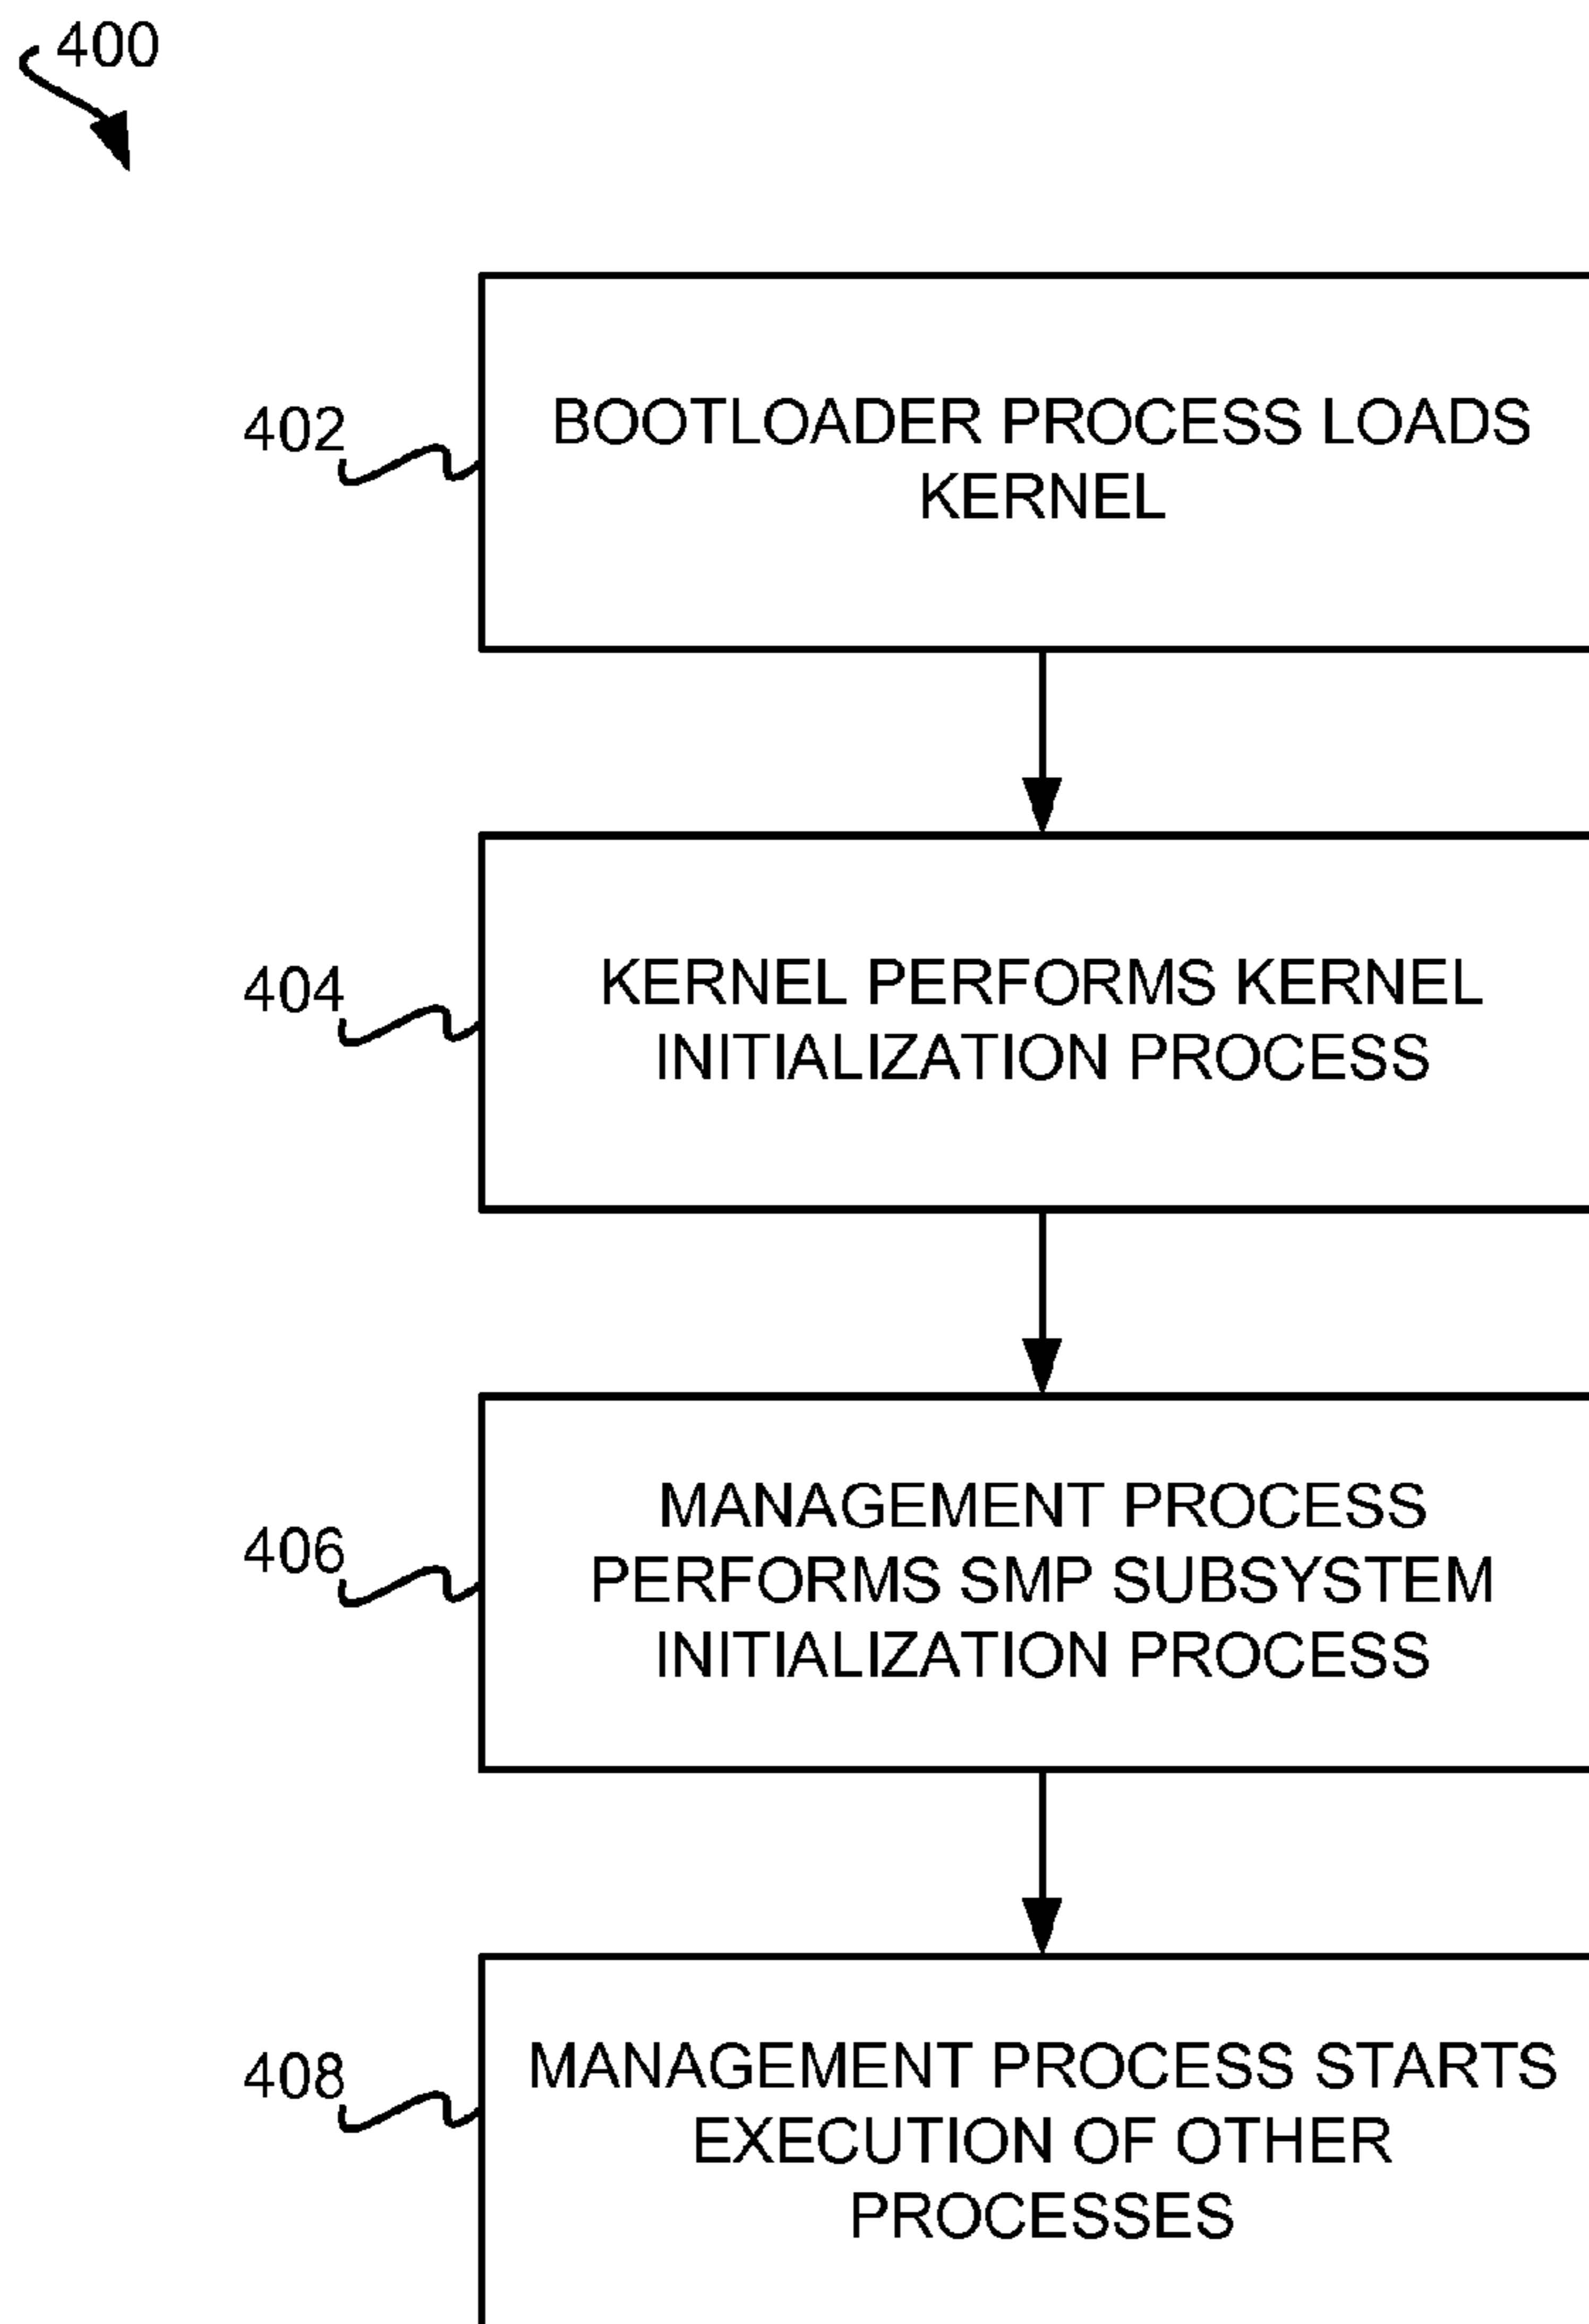 400
402
BOOTLOADER PROCESS LOADS
KERNEL
404
KERNEL PERFORMS KERNEL
INITIALIZATION PROCESS
406
MANAGEMENT PROCESS
PERFORMS SMP SUBSYSTEM
INITIALIZATION PROCESS
408
MANAGEMENT PROCESS STARTS
EXECUTION OF OTHER
PROCESSES